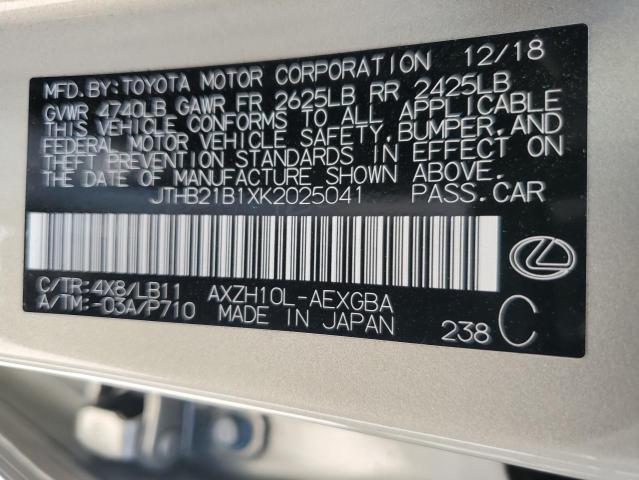 MFD. BY:TOYOTA MOTOR CORPORATION 12/18
GVWR 4740LB GAWR FR 2625LB RR 2425LB
THIS VEHICLE CONFORMS TO ALL APPLICABLE
FEDERAL MOTOR VEHICLE SAFETY,BUMPER,AND
THEFT PREVENTION STANDARDS IN EFFECT ON
THE DATE OF MANUFACTURE SHOWN ABOVE.
JTHB21B1XK2025041 PASS.CAR
C/TR:4X8/LB11 AXZH10L-AEXGBA
A/TM:-03A/P710 MADE IN JAPAN 238 C